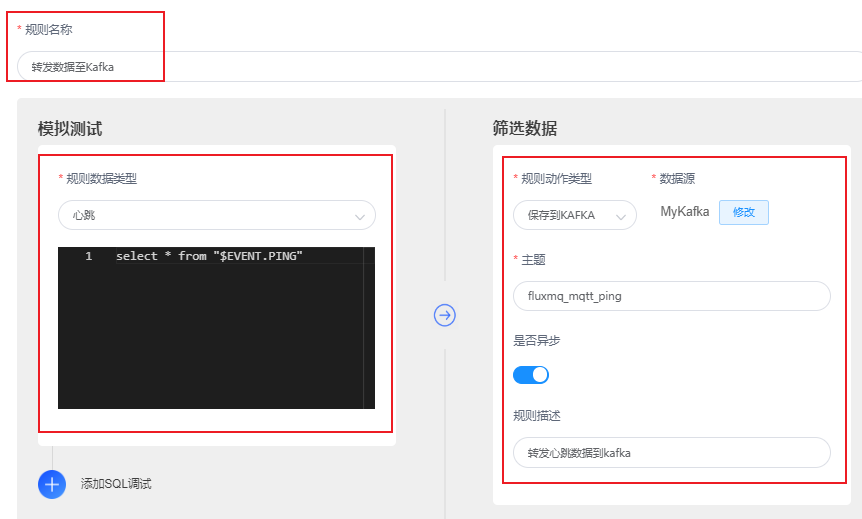 * 规则名称
转发数据至Kafka
模拟测试
* 规则数据类型
心跳
1 select * from "$EVENT.PING"
添加SQL调试
筛选数据
* 规则动作类型
* 数据源
保存到KAFKA
MyKafka
修改
* 主题
fluxmq_mqtt_ping
是否异步
规则描述
转发心跳数据到kafka